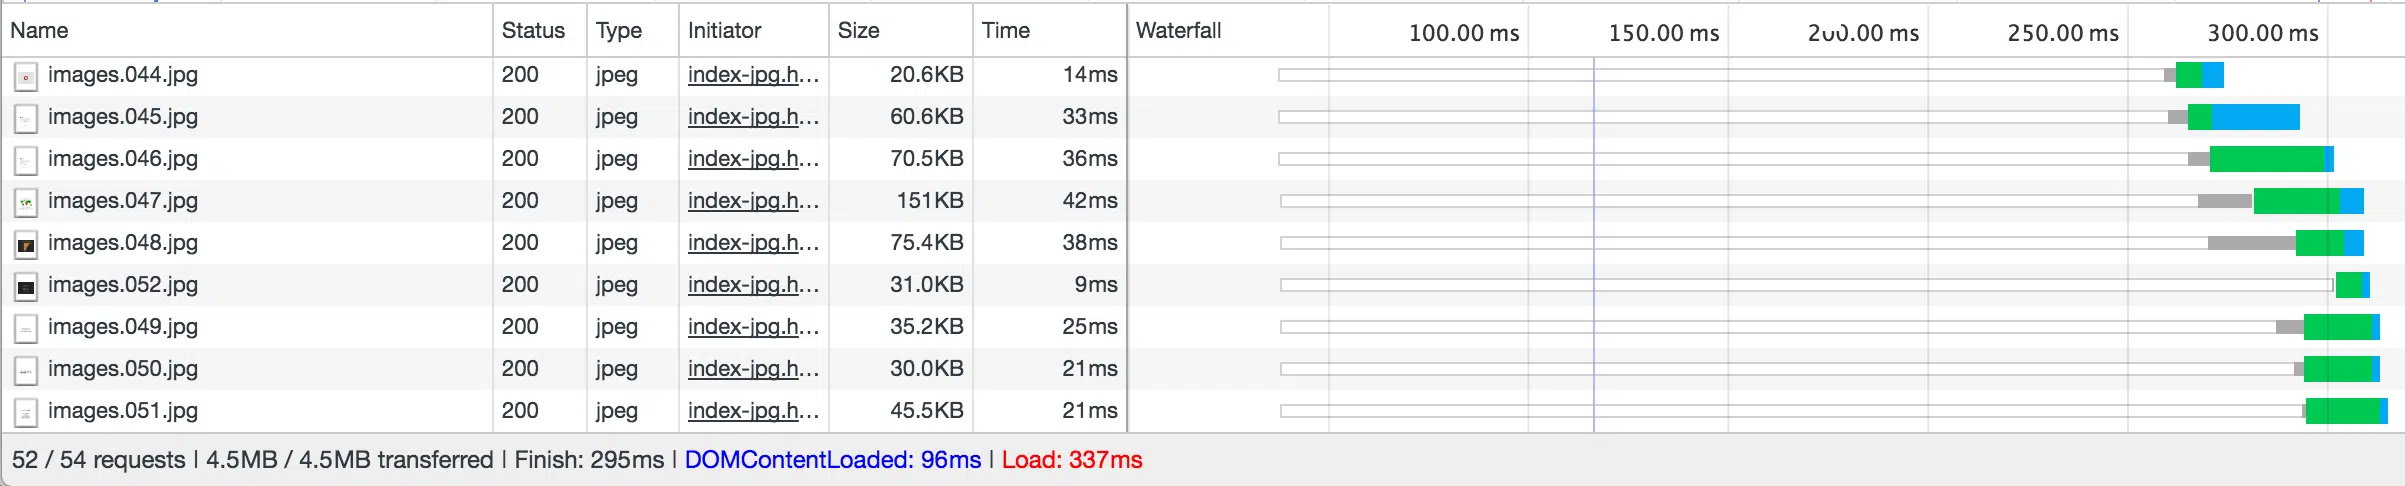 Name Status Type Initiator Size Time Waterfall 100.00 ms 150.00 ms 200.00 ms 250.00 ms 300.00 ms
images.044.jpg 200 jpeg index-jpg.h... 20.6KB 14ms
images.045.jpg 200 jpeg index-jpg.h... 60.6KB 33ms
images.046.jpg 200 jpeg index-jpg.h... 70.5KB 36ms
images.047.jpg 200 jpeg index-jpg.h... 151KB 42ms
images.048.jpg 200 jpeg index-jpg.h... 75.4KB 38ms
images.052.jpg 200 jpeg index-jpg.h... 31.0KB 9ms
images.049.jpg 200 jpeg index-jpg.h... 35.2KB 25ms
images.050.jpg 200 jpeg index-jpg.h... 30.0KB 21ms
images.051.jpg 200 jpeg index-jpg.h... 45.5KB 21ms
52 / 54 requests | 4.5MB / 4.5MB transferred | Finish: 295ms | DOMContentLoaded: 96ms | Load: 337ms